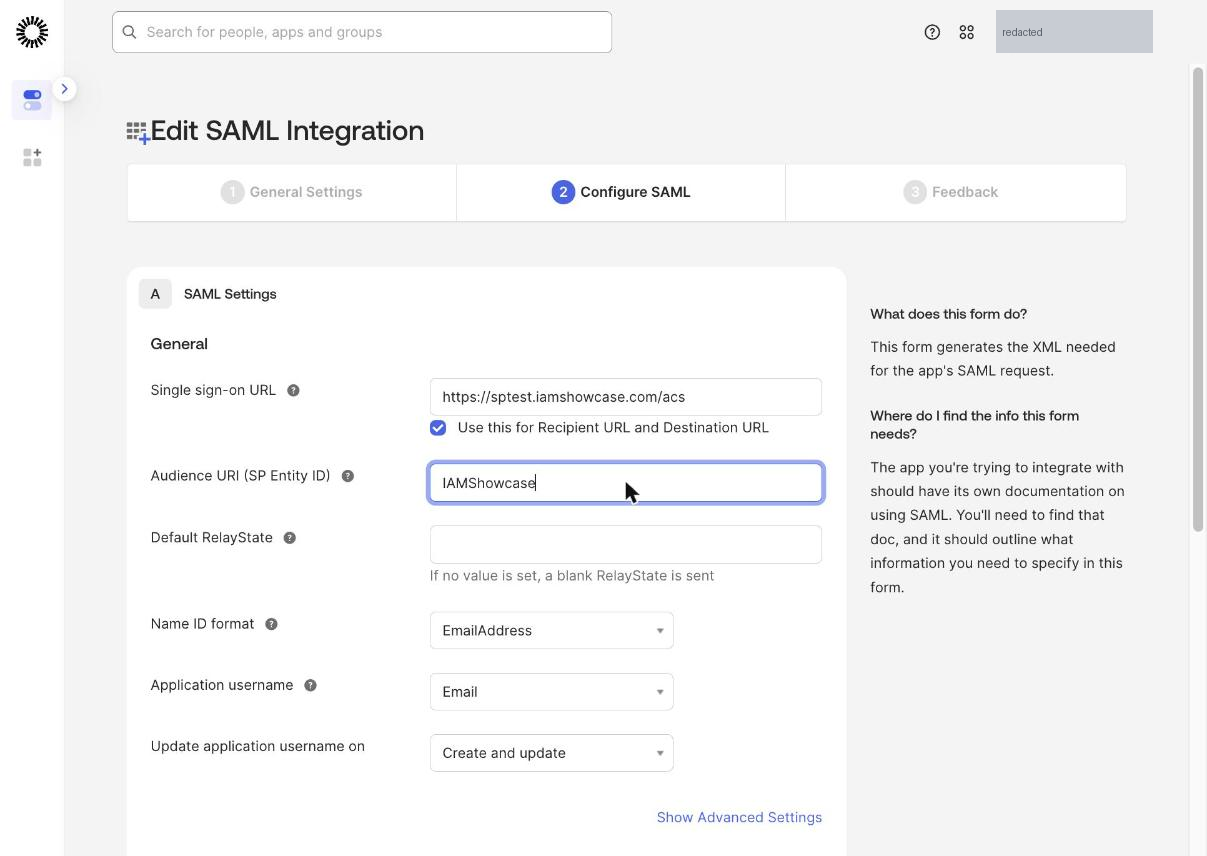 Search for people, apps and groups
redacted
Edit SAML Integration
1 General Settings
2 Configure SAML
3 Feedback
A SAML Settings
General
Single sign-on URL ?
https://sptest.iamshowcase.com/acs
Use this for Recipient URL and Destination URL
Audience URI (SP Entity ID) ?
IAMShowcase
Default RelayState ?
If no value is set, a blank RelayState is sent
Name ID format ?
EmailAddress
Application username ?
Email
Update application username on
Create and update
Show Advanced Settings
What does this form do?
This form generates the XML needed
for the app's SAML request.
Where do I find the info this form
needs?
The app you're trying to integrate with
should have its own documentation on
using SAML. You'll need to find that
doc, and it should outline what
information you need to specify in this
form.